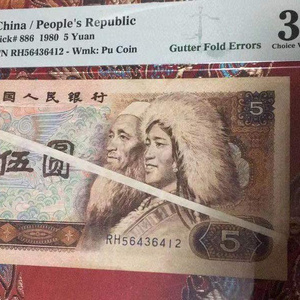 China / People's Republic
ick# 886 1980 5 Yuan
N RH56436412 - Wmk: Pu Coin
Gutter Fold Errors
3
Choice V
国人民银行
5
伍圆
RH56436412
5